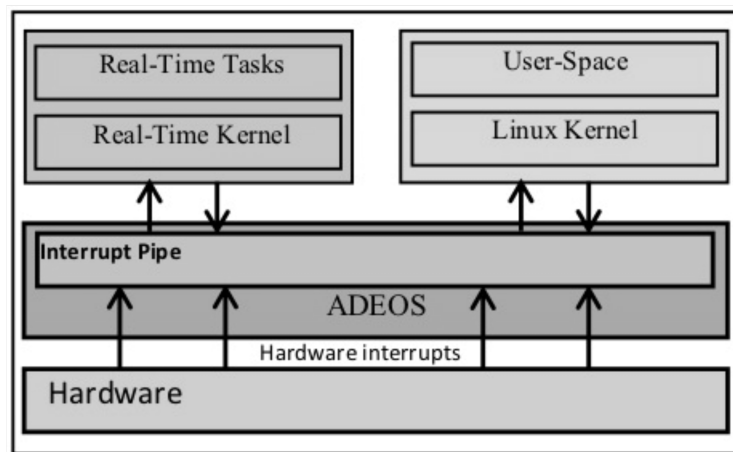 Real-Time Tasks
Real-Time Kernel
User-Space
Linux Kernel
Interrupt Pipe
ADEOS
Hardware interrupts
Hardware